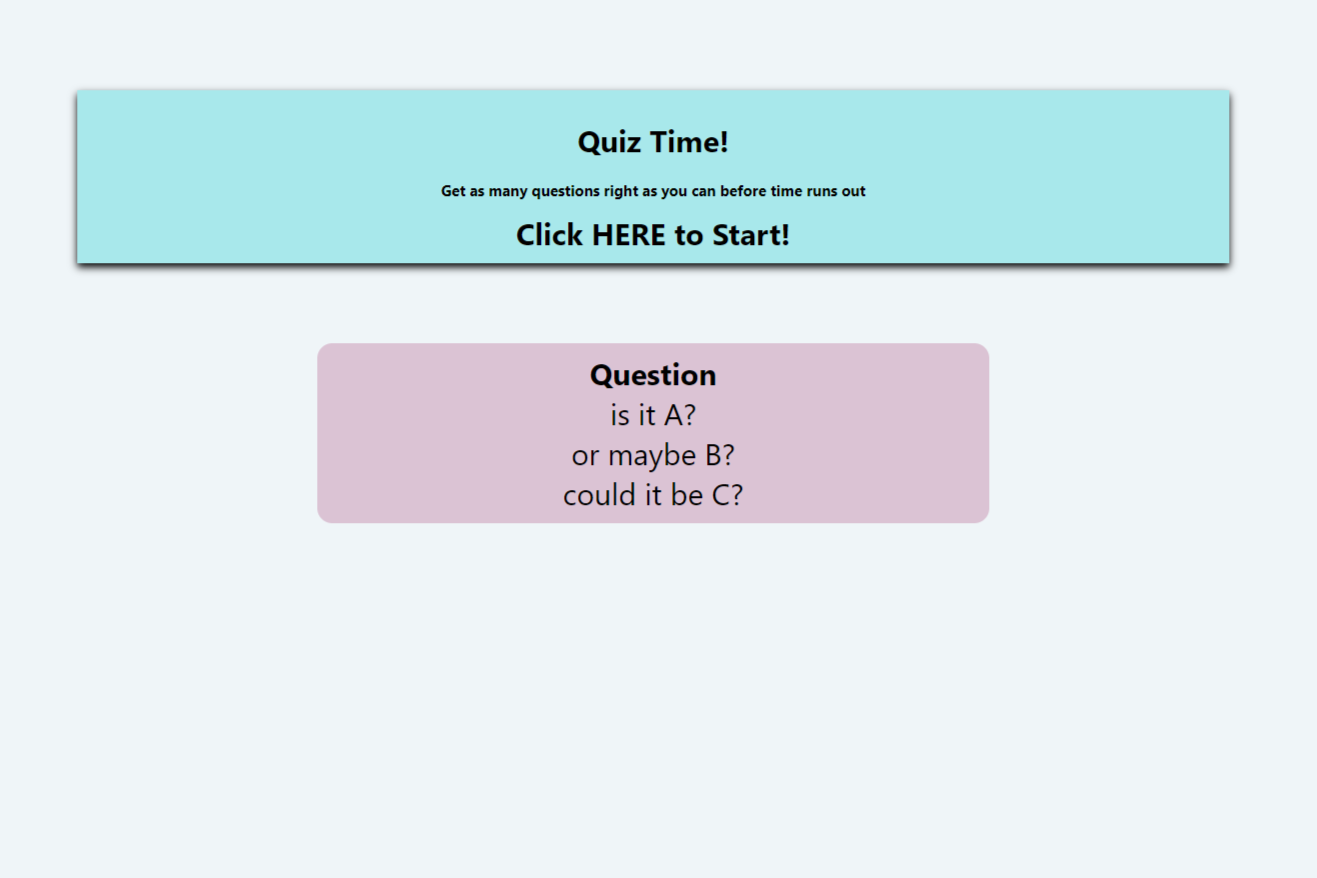 Quiz Time!
Get as many questions right as you can before time runs out
Click HERE to Start!
Question
is it A?
or maybe B?
could it be C?